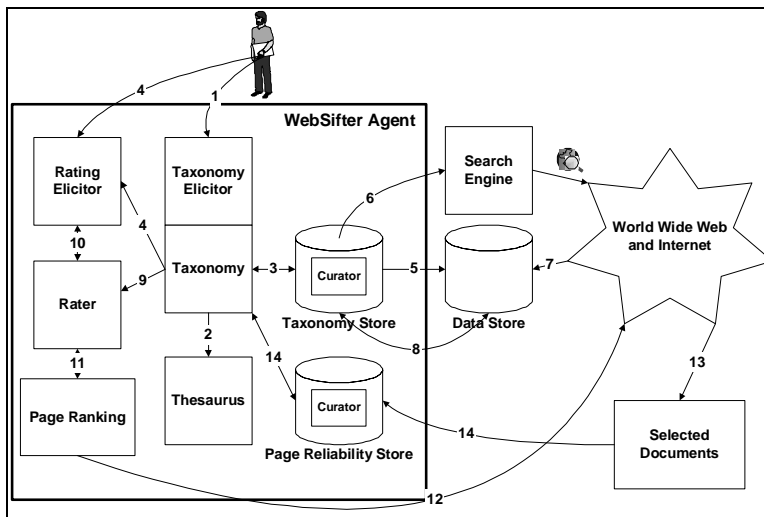 4
1
WebSifter Agent
Rating
Elicitor
Taxonomy
Elicitor
Search
Engine
6
World Wide Web
and Internet
4
10
Taxonomy
3
Curator
5
7
9
Rater
Taxonomy Store
Data Store
2
8
14
13
11
Page Ranking
Thesaurus
Curator
14
Selected
Documents
Page Reliability Store
12